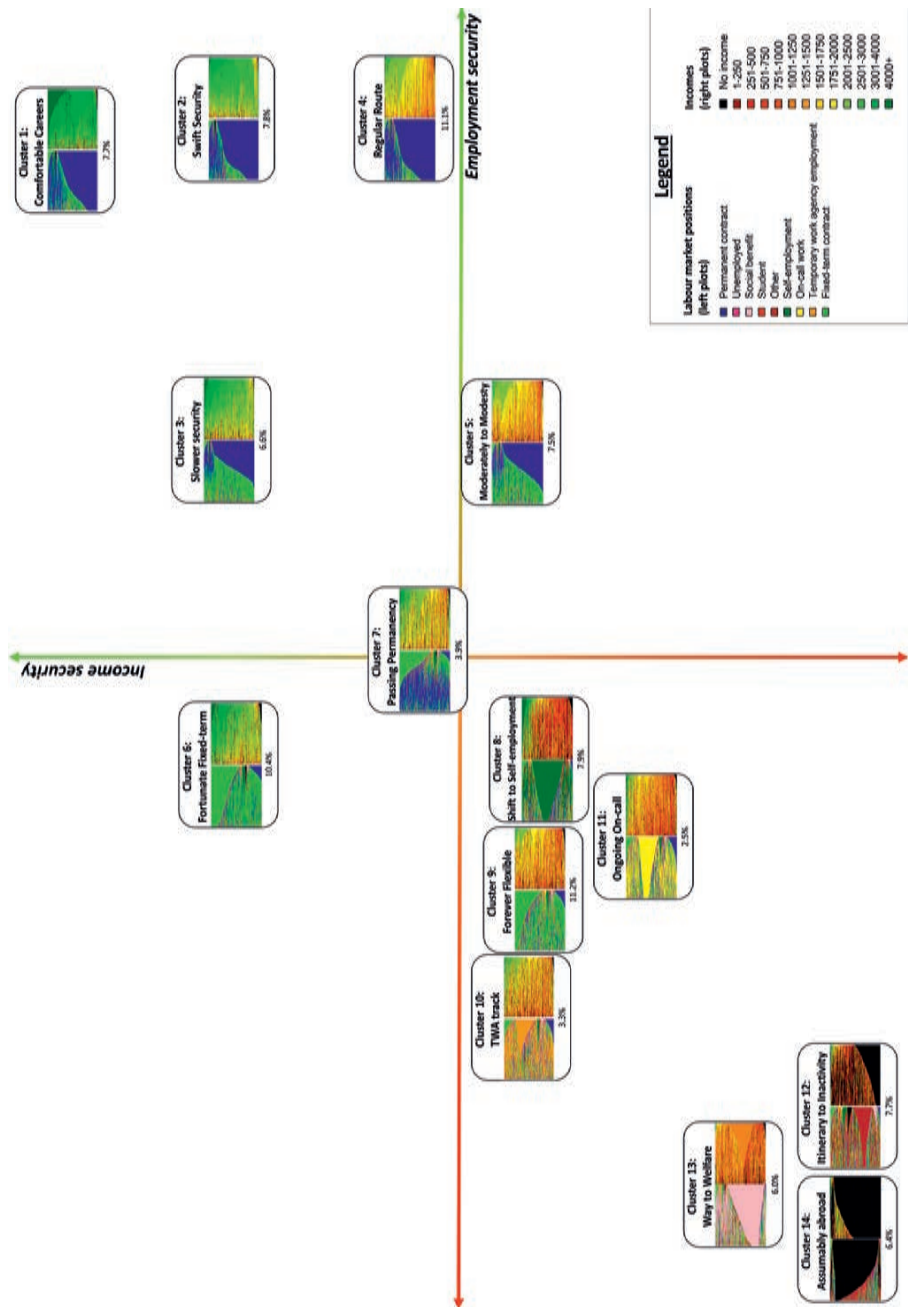 Income security
Employment security
Cluster 1:
Comfortable Careers
7.7%
Cluster 2:
Swift Security
7.8%
Cluster 3:
Slower security
6.6%
Cluster 4:
Regular Route
11.1%
Cluster 5:
Moderately to Modesty
7.5%
Cluster 6:
Fortunate Fixed-term
10.4%
Cluster 7:
Passing Permanency
3.9%
Cluster 8:
Shift to Self-employment
7.9%
Cluster 9:
Forever Flexible
11.2%
Cluster 10:
TWA track
3.3%
Cluster 11:
Ongoing On-call
2.5%
Cluster 12:
Itinerary to Inactivity
7.7%
Cluster 13:
Way to Welfare
6.0%
Cluster 14:
Assumably abroad
6.4%
Legend
Labour market positions
(left plots)
Permanent contract
Unemployed
Social benefit
Student
Other
Self-employment
On-call work
Temporary work agency employment
Fixed-term contract
Incomes
(right plots)
No income
1-250
251-500
501-750
751-1000
1001-1250
1251-1500
1501-1750
1751-2000
2001-2500
2501-3000
3001-4000
4000+